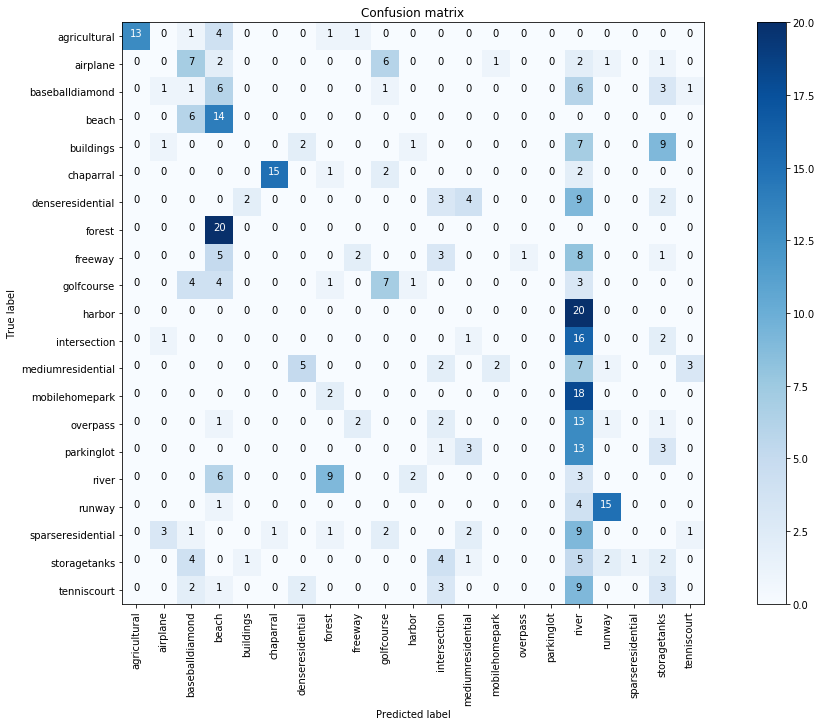 Confusion matrix
agricultural 13 0 1 4 0 0 0 1 1 0 0 0 0 0 0 0 0 0 0 0 0
airplane 0 0 7 2 0 0 0 0 0 6 0 0 0 1 0 0 2 1 0 1 0
baseballdiamond 0 1 1 6 0 0 0 0 0 1 0 0 0 0 0 0 6 0 0 3 1
beach 0 0 6 14 0 0 0 0 0 0 0 0 0 0 0 0 0 0 0 0 0
buildings 0 1 0 0 0 0 2 0 0 0 1 0 0 0 0 0 7 0 0 9 0
chaparral 0 0 0 0 0 15 0 1 0 2 0 0 0 0 0 0 2 0 0 0 0
denseresidential 0 0 0 0 2 0 0 0 0 0 0 3 4 0 0 0 9 0 0 2 0
forest 0 0 0 20 0 0 0 0 0 0 0 0 0 0 0 0 0 0 0 0 0
freeway 0 0 0 5 0 0 0 0 2 0 0 3 0 0 1 0 8 0 0 1 0
golfcourse 0 0 4 4 0 0 0 1 0 7 1 0 0 0 0 0 3 0 0 0 0
harbor 0 0 0 0 0 0 0 0 0 0 0 0 0 0 0 0 20 0 0 0 0
intersection 0 1 0 0 0 0 0 0 0 0 0 0 1 0 0 0 16 0 0 2 0
mediumresidential 0 0 0 0 0 0 5 0 0 0 0 2 0 2 0 0 7 1 0 0 3
mobilehomepark 0 0 0 0 0 0 0 2 0 0 0 0 0 0 0 0 18 0 0 0 0
overpass 0 0 0 1 0 0 0 0 2 0 0 2 0 0 0 0 13 1 0 1 0
parkinglot 0 0 0 0 0 0 0 0 0 0 0 1 3 0 0 0 13 0 0 3 0
river 0 0 0 6 0 0 0 9 0 0 2 0 0 0 0 0 3 0 0 0 0
runway 0 0 0 1 0 0 0 0 0 0 0 0 0 0 0 0 4 15 0 0 0
sparseresidential 0 3 1 0 0 1 0 1 0 2 0 0 2 0 0 0 9 0 0 0 1
storagetanks 0 0 4 0 1 0 0 0 0 0 0 4 1 0 0 0 5 2 1 2 0
tenniscourt 0 0 2 1 0 0 2 0 0 0 0 3 0 0 0 0 9 0 0 3 0
True label
agricultural
airplane
baseballdiamond
beach
buildings
chaparral
denseresidential
forest
freeway
golfcourse
harbor
intersection
mediumresidential
mobilehomepark
overpass
parkinglot
river
runway
sparseresidential
storagetanks
tenniscourt
Predicted label
20.0
17.5
15.0
12.5
10.0
7.5
5.0
2.5
0.0